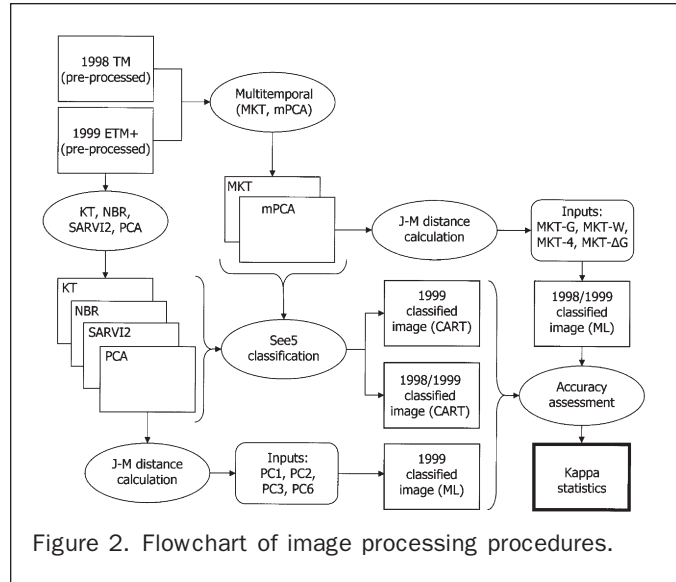 1998 TM
(pre-processed)
1999 ETM+
(pre-processed)
Multitemporal
(MKT, mPCA)
KT, NBR,
SARVI2, PCA
MKT
mPCA
J-M distance
calculation
Inputs:
MKT-G, MKT-W,
MKT-4, MKT-ΔG
KT
NBR
SARVI2
PCA
See5
classification
1999
classified
image (CART)
1998/1999
classified
image (CART)
1998/1999
classified
image (ML)
Accuracy
assessment
J-M distance
calculation
Inputs:
PC1, PC2,
PC3, PC6
1999
classified
image (ML)
Kappa
statistics
Figure 2. Flowchart of image processing procedures.